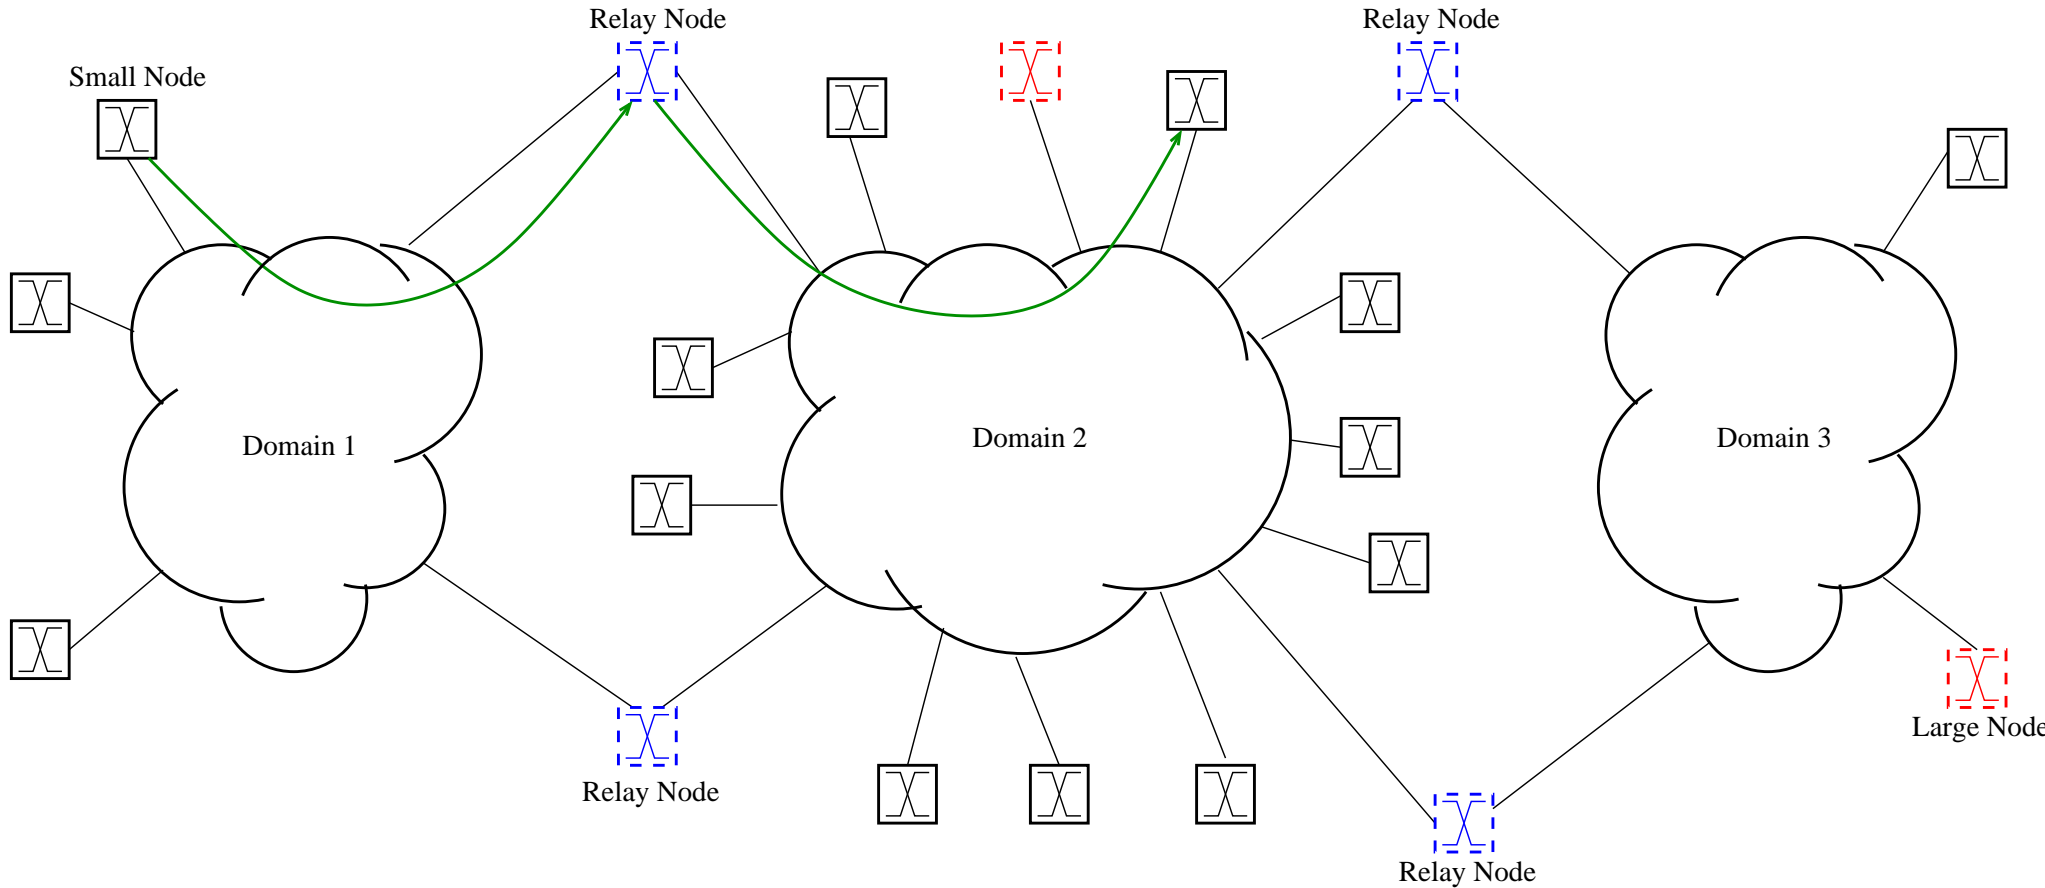 Relay Node
Relay Node
Small Node
Domain 1
Domain 2
Domain 3
Large Node
Relay Node
Relay Node